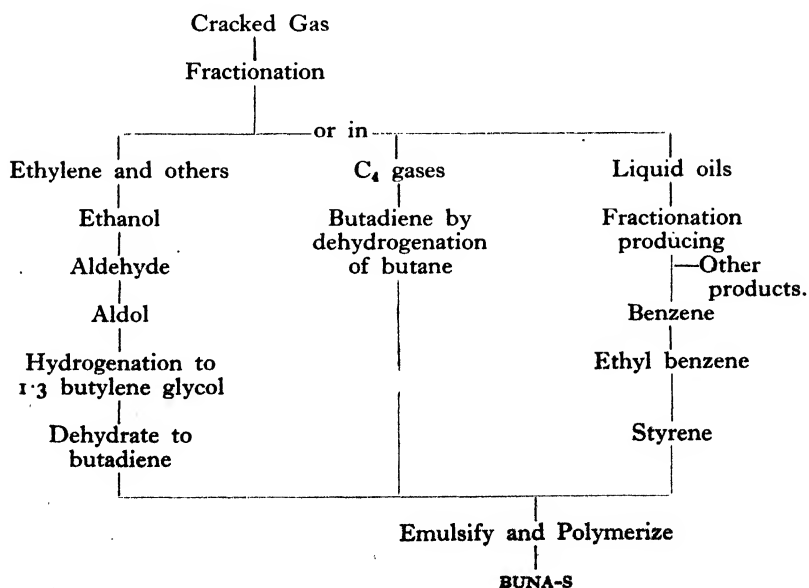 Cracked Gas
Fractionation
or in
Ethylene and others
Ethanol
Aldehyde
Aldol
Hydrogenation to
1·3 butylene glycol
Dehydrate to
butadiene
C₄ gases
Butadiene by
dehydrogenation
of butane
Liquid oils
Fractionation
producing
—Other
products.
Benzene
Ethyl benzene
Styrene
Emulsify and Polymerize
BUNA-S